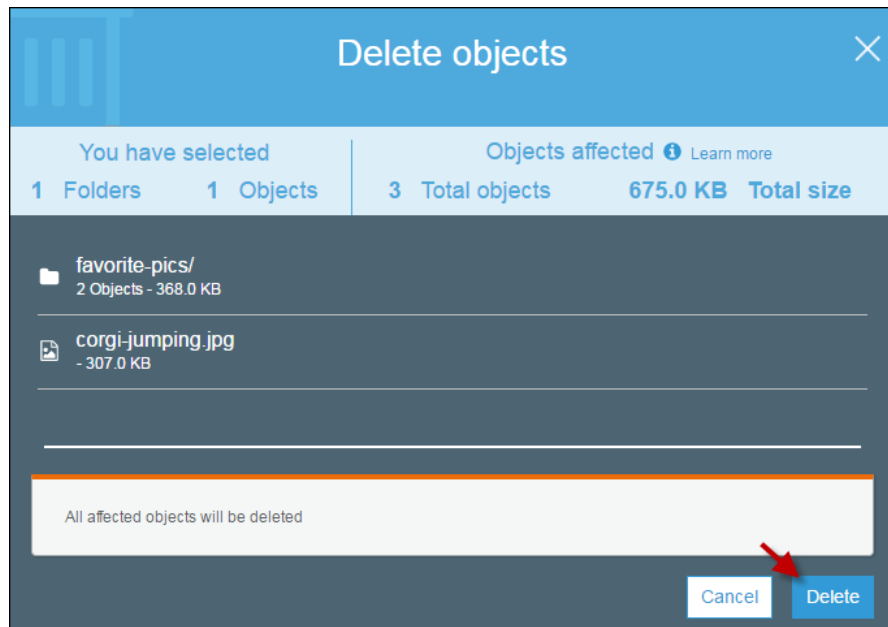 Delete objects
You have selected
1 Folders 1 Objects
Objects affected Learn more
3 Total objects 675.0 KB Total size
favorite-pics/
2 Objects - 368.0 KB
corgi-jumping.jpg
- 307.0 KB
All affected objects will be deleted
Cancel Delete